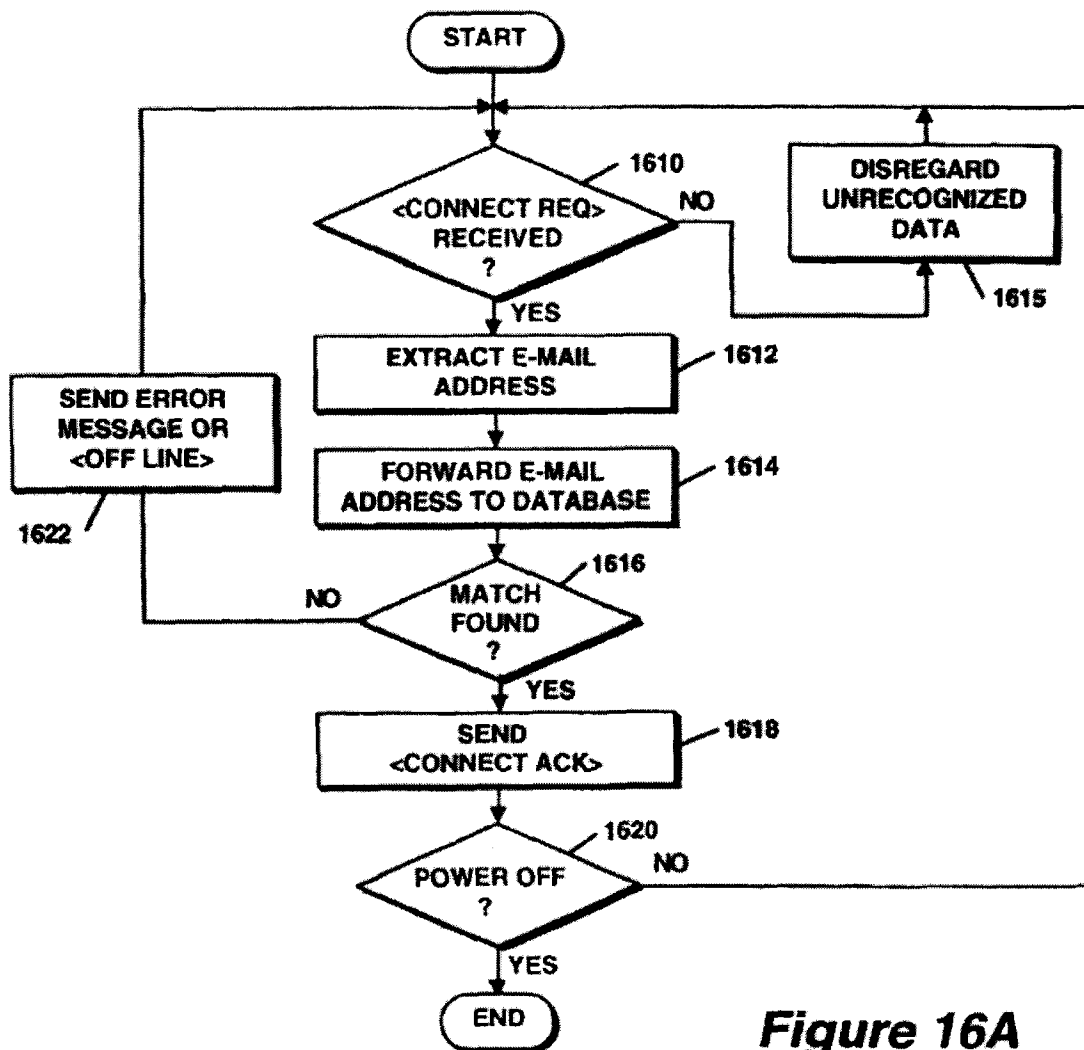 START
1610
<CONNECT REQ>
RECEIVED
?
NO
DISREGARD
UNRECOGNIZED
DATA
1615
YES
EXTRACT E-MAIL
ADDRESS
1612
SEND ERROR
MESSAGE OR
<OFF LINE>
1622
FORWARD E-MAIL
ADDRESS TO DATABASE
1614
1616
MATCH
FOUND
?
NO
YES
SEND
<CONNECT ACK>
1618
1620
POWER OFF
?
NO
YES
END
Figure 16A